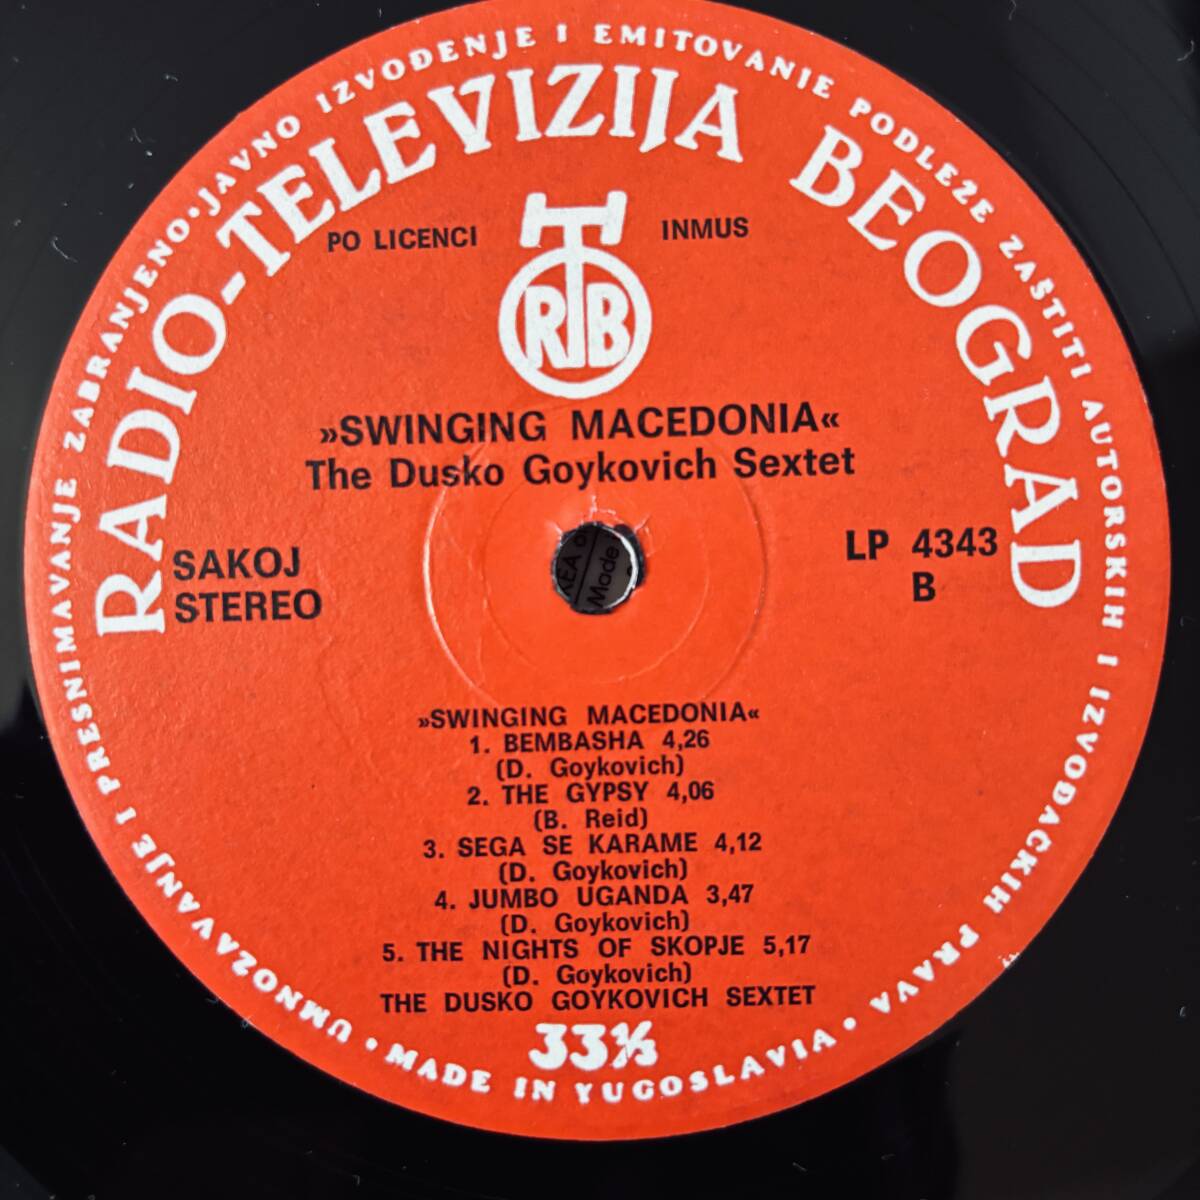 UMNOŽAVANJE I PRESNIMAVANJE ZABRANJENO • JAVNO IZVOĐENJE I EMITOVANJE PODLEŽE ZAŠTITI AUTORSKIH I IZVOĐAČKIH PRAVA •
RADIO-TELEVIZIJA BEOGRAD
PO LICENCI INMUS
RTB
»SWINGING MACEDONIA«
The Dusko Goykovich Sextet
SAKOJ
STEREO
LP 4343
B
»SWINGING MACEDONIA«
1. BEMBASHA 4,26
(D. Goykovich)
2. THE GYPSY 4,06
(B. Reid)
3. SEGA SE KARAME 4,12
(D. Goykovich)
4. JUMBO UGANDA 3,47
(D. Goykovich)
5. THE NIGHTS OF SKOPJE 5,17
(D. Goykovich)
THE DUSKO GOYKOVICH SEXTET
33⅓
• MADE IN YUGOSLAVIA •
Made